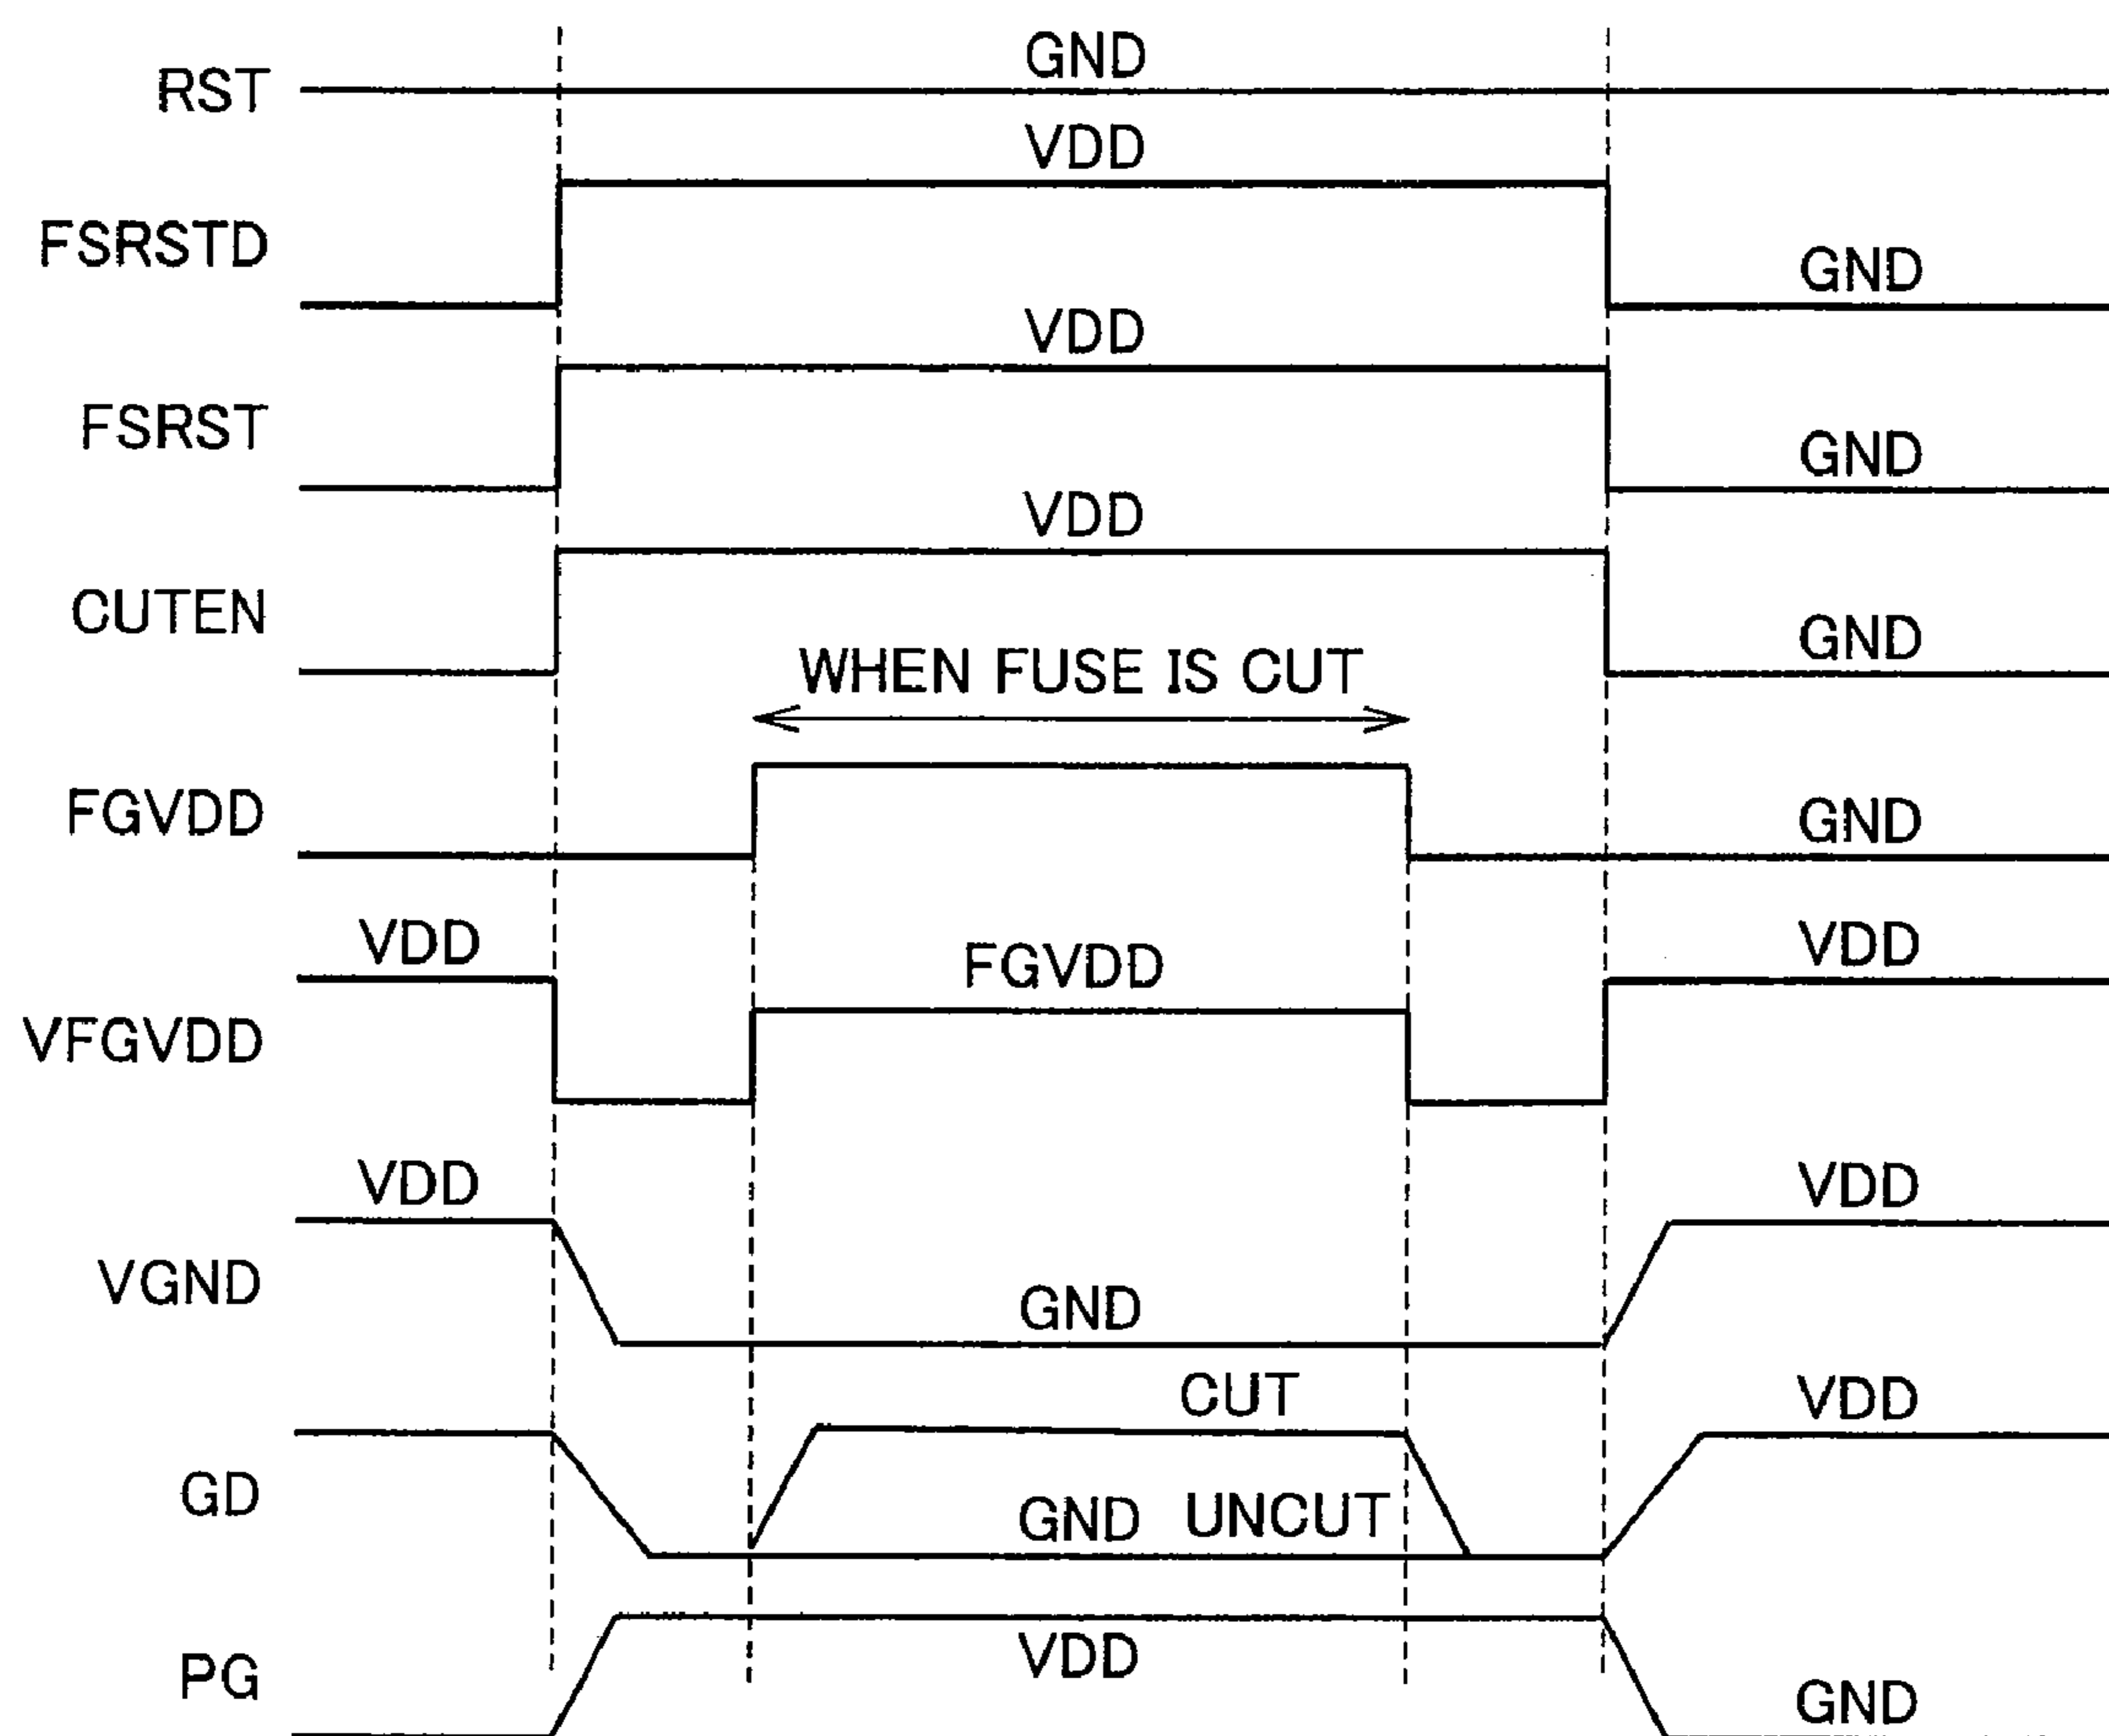 GND
RST
VDD
FSRSTD
GND
VDD
FSRST
GND
VDD
CUTEN
GND
WHEN FUSE IS CUT
FGVDD
GND
VDD
FGVDD
VDD
VFGVDD
VDD
VDD
VGND
GND
CUT
VDD
GD
GND UNCUT
VDD
PG
GND